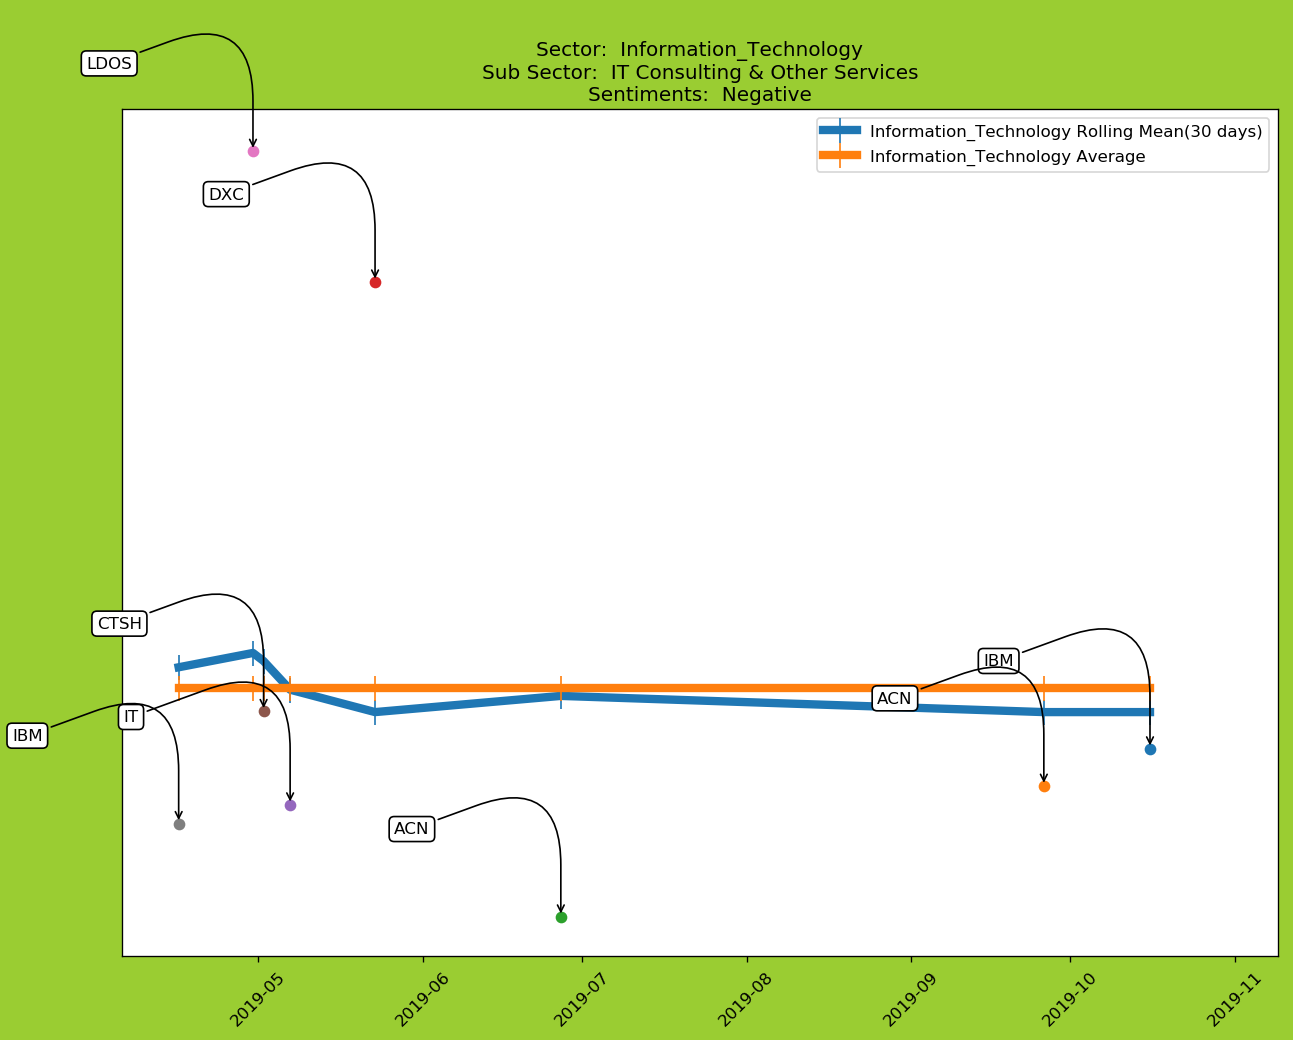 LDOS
Sector:  Information_Technology
Sub Sector:  IT Consulting & Other Services
Sentiments:  Negative
Information_Technology Rolling Mean(30 days)
Information_Technology Average
DXC
CTSH
IBM
ACN
IT
IBM
ACN
2019-05
2019-06
2019-07
2019-08
2019-09
2019-10
2019-11